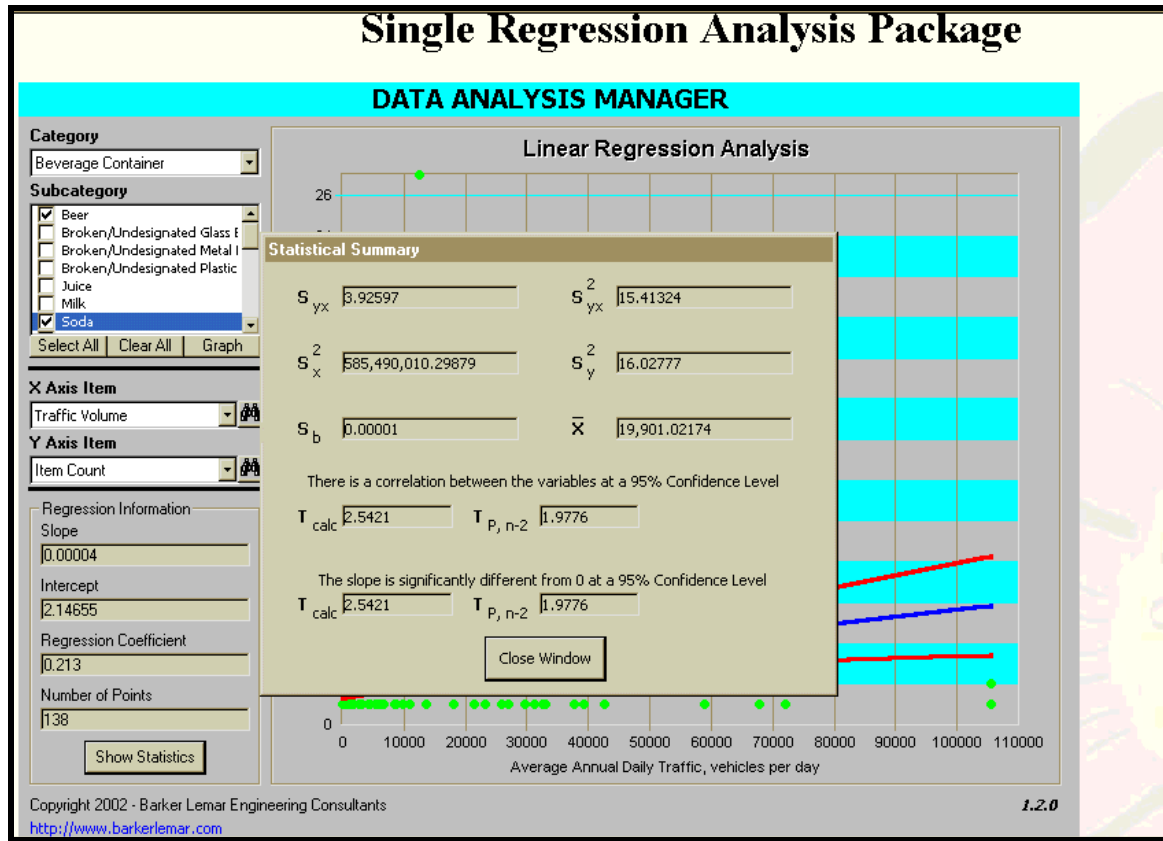 Single Regression Analysis Package
DATA ANALYSIS MANAGER
Category
Beverage Container
Subcategory
Beer
Broken/Undesignated Glass
Broken/Undesignated Metal
Broken/Undesignated Plastic
Juice
Milk
Soda
Select All Clear All Graph
X Axis Item
Traffic Volume
Y Axis Item
Item Count
Regression Information
Slope
0.00004
Intercept
2.14655
Regression Coefficient
0.213
Number of Points
138
Show Statistics
Linear Regression Analysis
26
Statistical Summary
S yx 3.92597 S 2 yx 15.41324
S 2 x 585,490,010.29879 S 2 y 16.02777
S b 0.00001 X̄ 19,901.02174
There is a correlation between the variables at a 95% Confidence Level
T calc 2.5421 T P, n-2 1.9776
The slope is significantly different from 0 at a 95% Confidence Level
T calc 2.5421 T P, n-2 1.9776
Close Window
0
0 10000 20000 30000 40000 50000 60000 70000 80000 90000 100000 110000
Average Annual Daily Traffic, vehicles per day
Copyright 2002 - Barker Lemar Engineering Consultants
1.2.0
http://www.barkerlemar.com